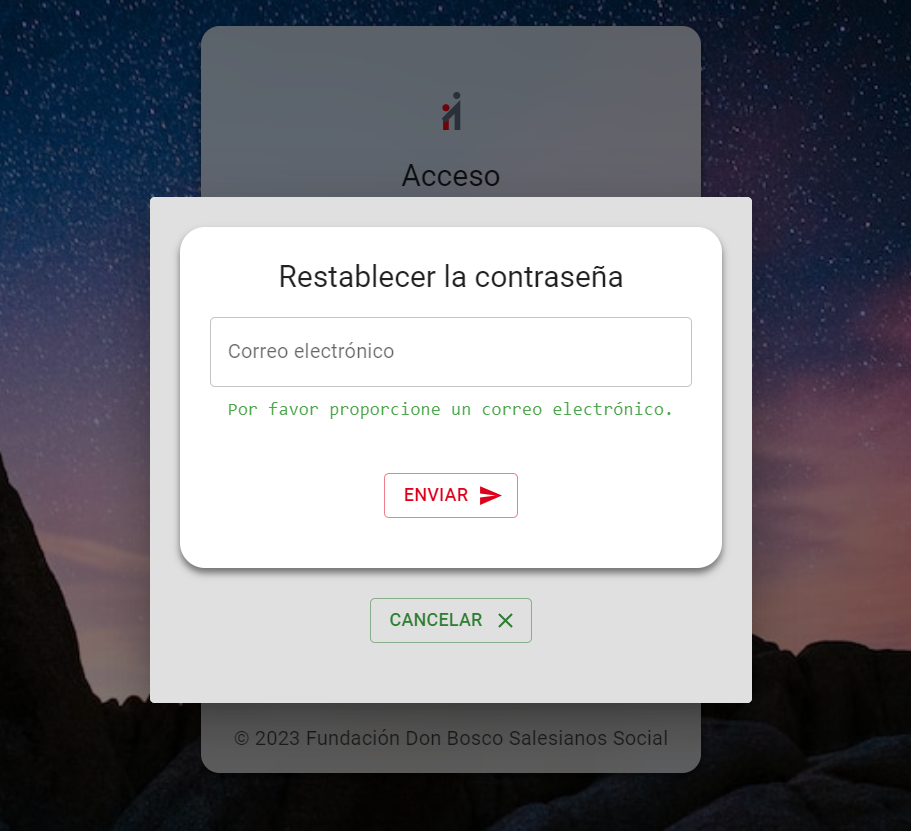 Acceso
Restablecer la contraseña
Correo electrónico
Por favor proporcione un correo electrónico.
ENVIAR
CANCELAR
© 2023 Fundación Don Bosco Salesianos Social